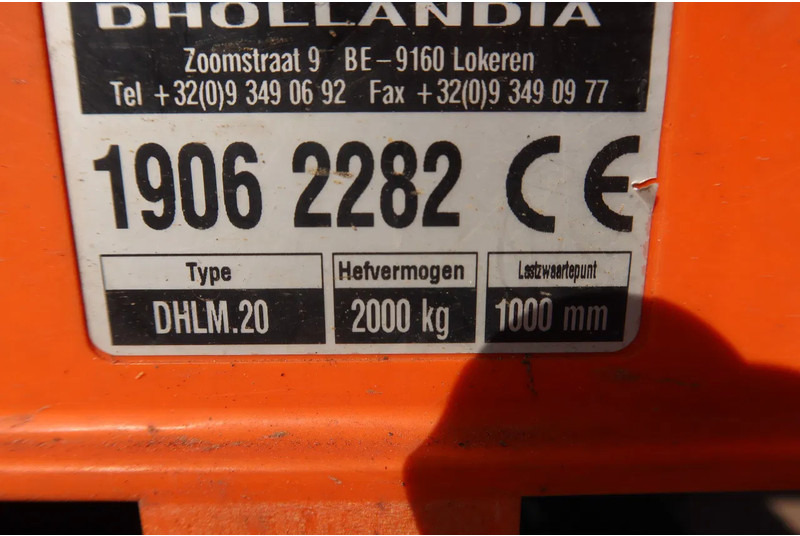 DHOLLANDIA
Zoomstraat 9 BE-9160 Lokeren
Tel +32(0)9 349 06 92 Fax +32(0)9 349 09 77
1906 2282 CE
Type Hefvermogen Lastzwaartepunt
DHLM.20 2000 kg 1000 mm